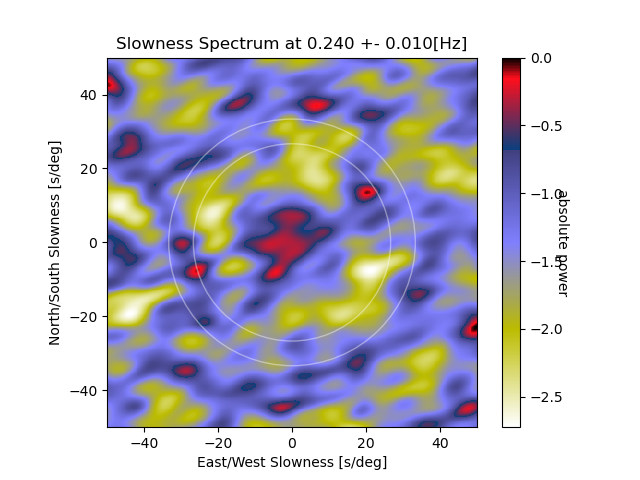 Slowness Spectrum at 0.240 +- 0.010[Hz]
North/South Slowness [s/deg]
40
20
0
−20
−40
−40 −20 0 20 40
East/West Slowness [s/deg]
0.0
−0.5
−1.0
−1.5
−2.0
−2.5
absolute power